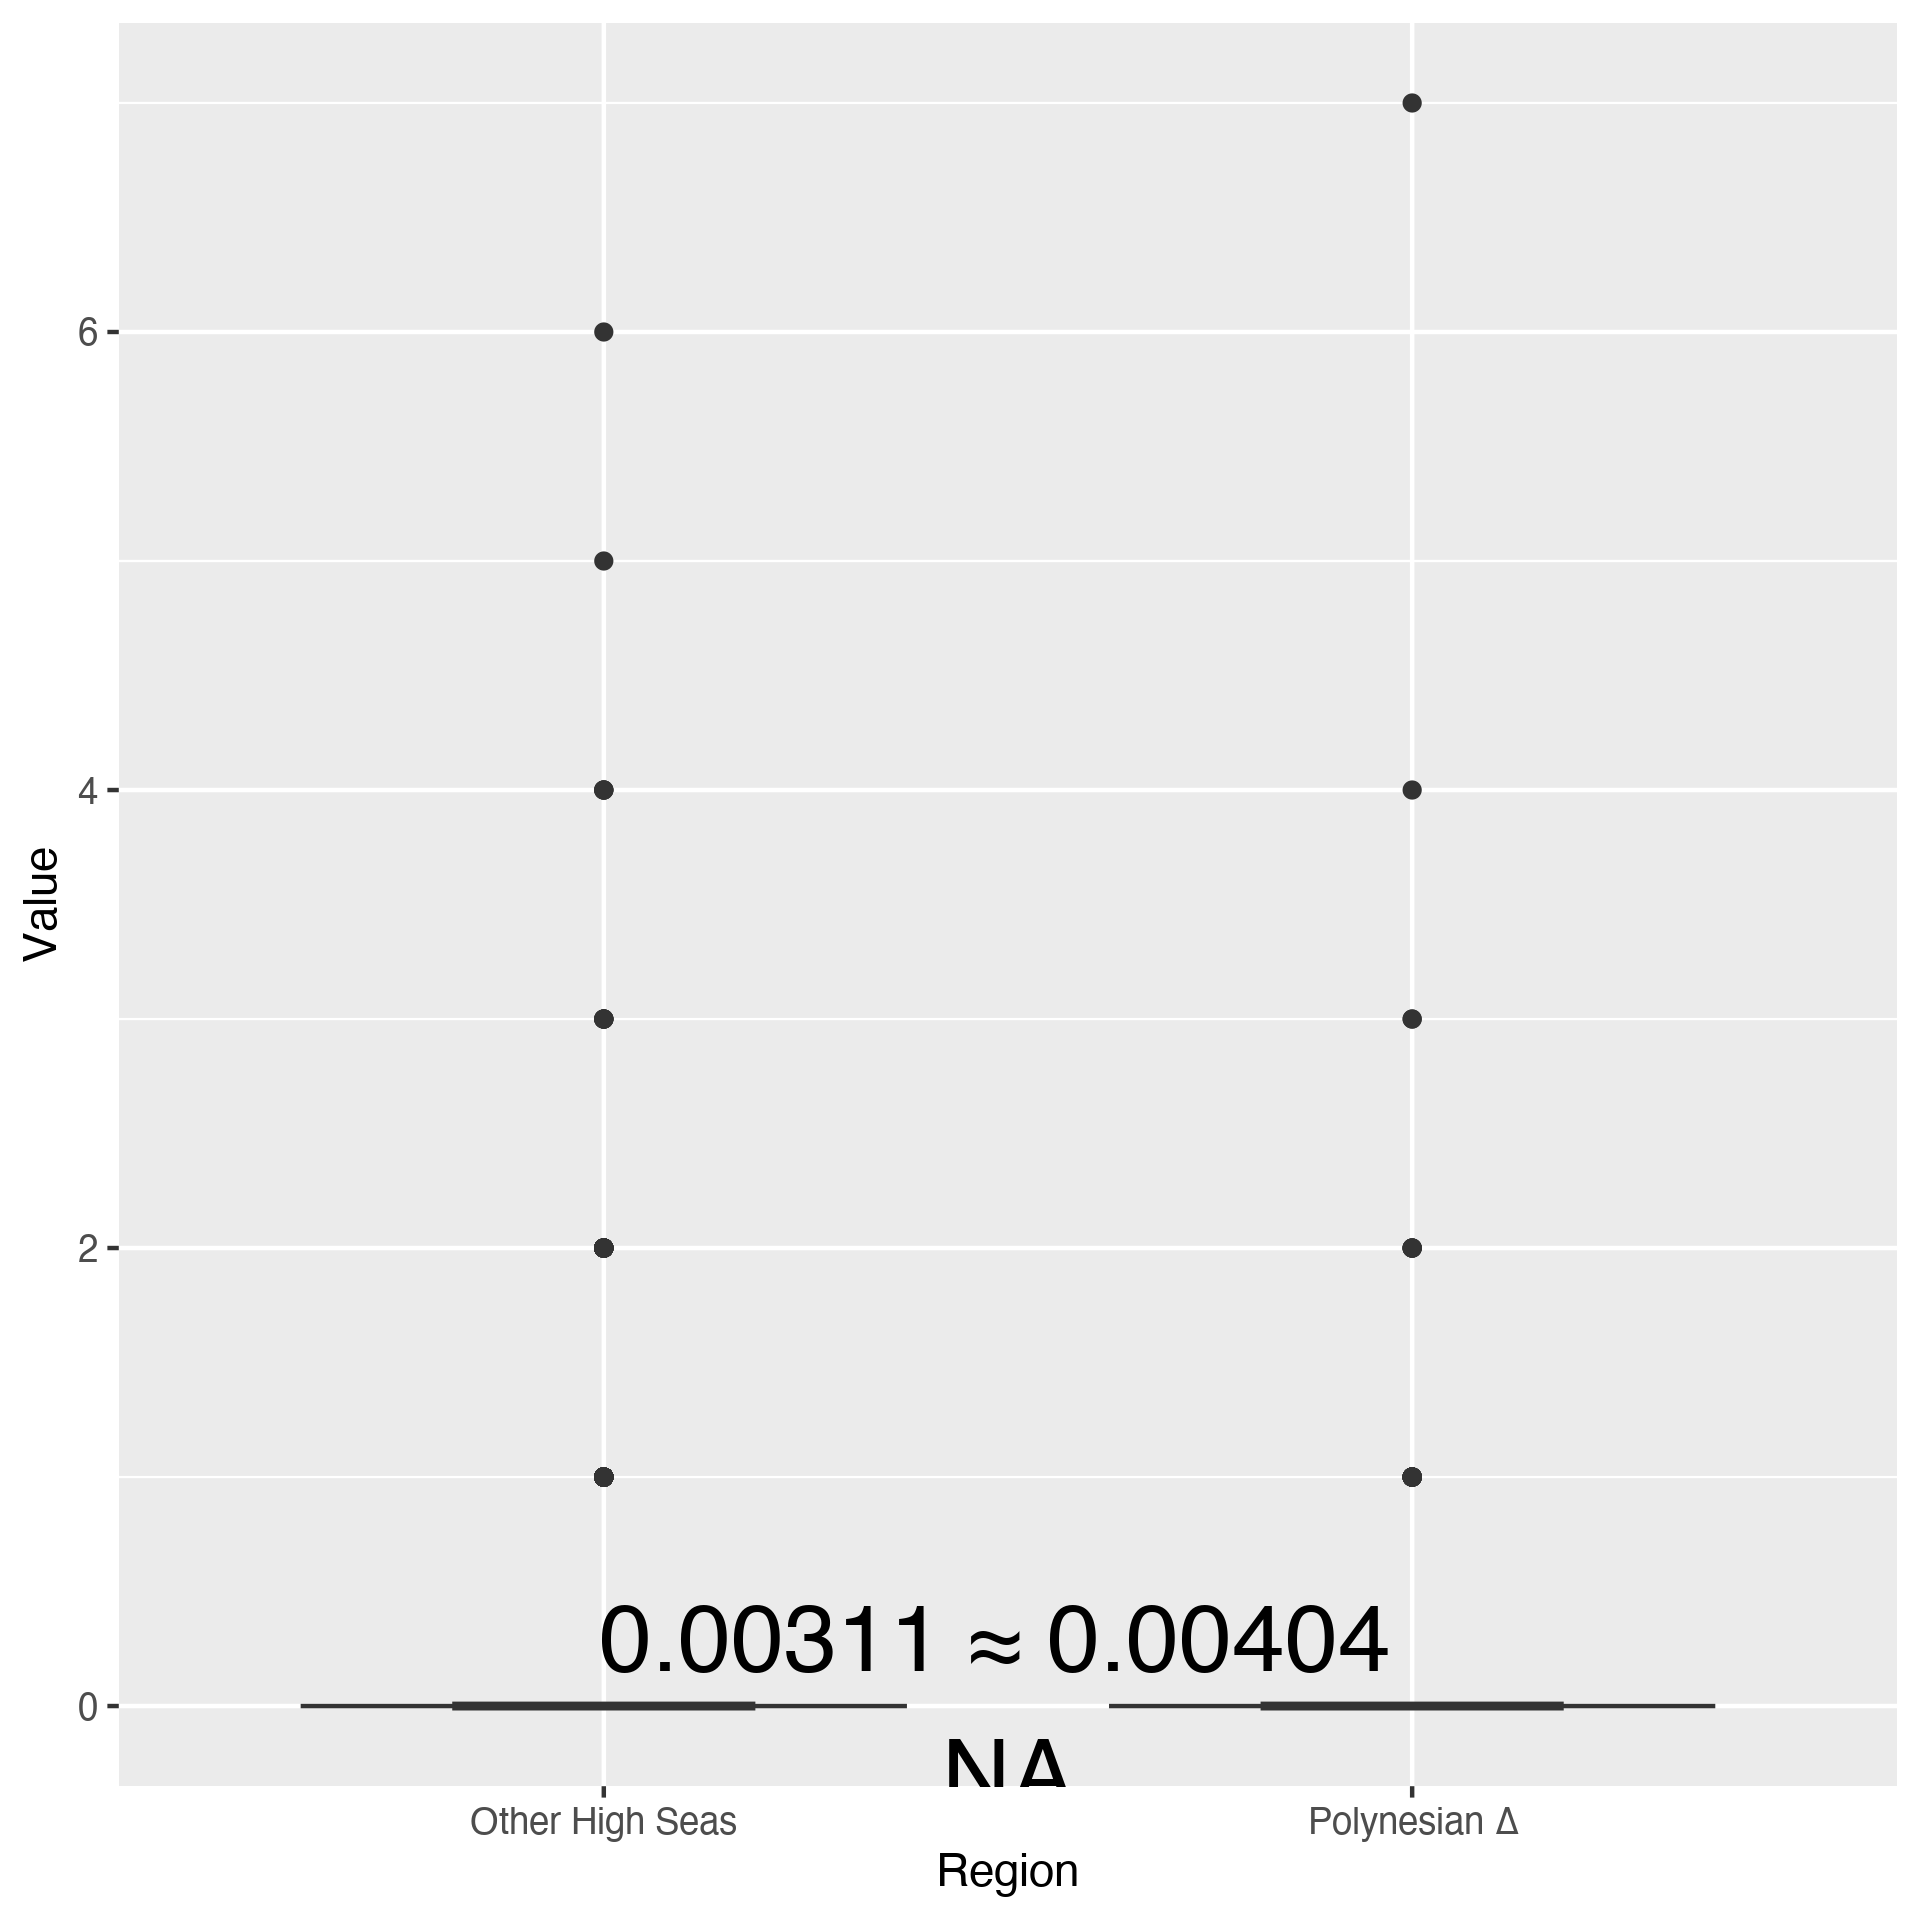 6
4
2
0
Value
0.00311 ≈ 0.00404
NA
Other High Seas
Polynesian Δ
Region